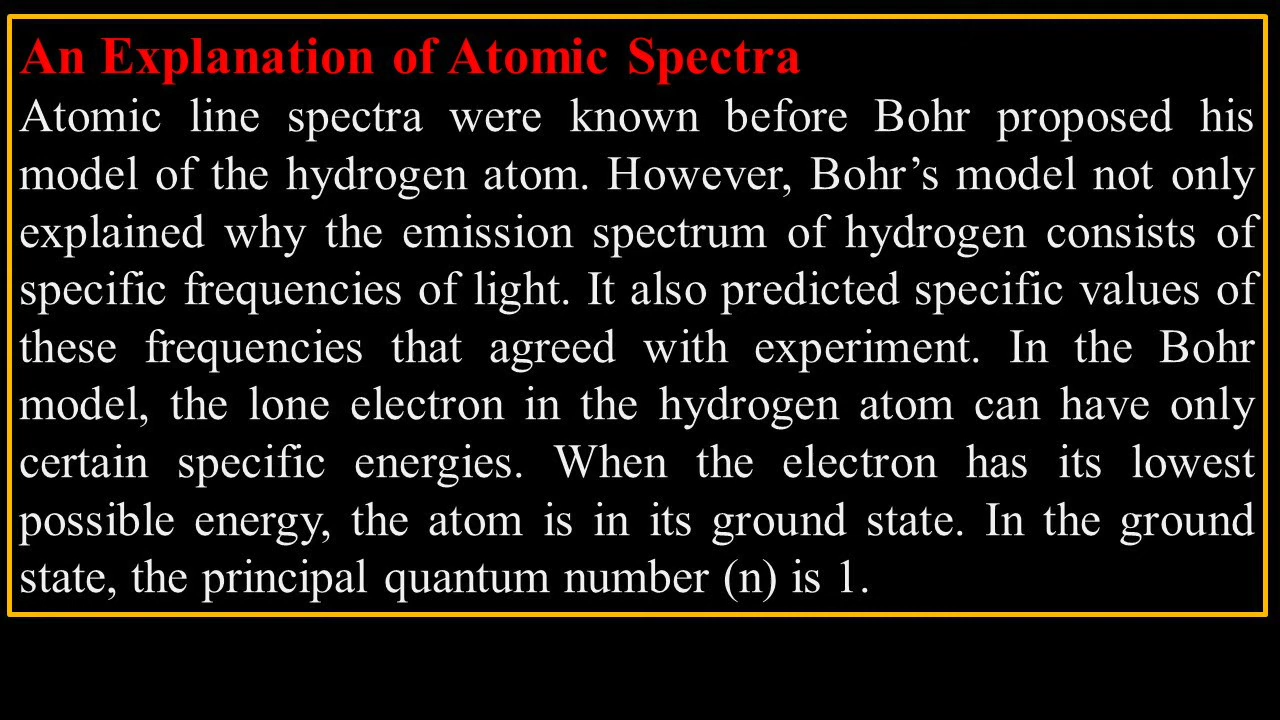 An Explanation of Atomic Spectra
Atomic line spectra were known before Bohr proposed his
model of the hydrogen atom. However, Bohr’s model not only
explained why the emission spectrum of hydrogen consists of
specific frequencies of light. It also predicted specific values of
these frequencies that agreed with experiment. In the Bohr
model, the lone electron in the hydrogen atom can have only
certain specific energies. When the electron has its lowest
possible energy, the atom is in its ground state. In the ground
state, the principal quantum number (n) is 1.